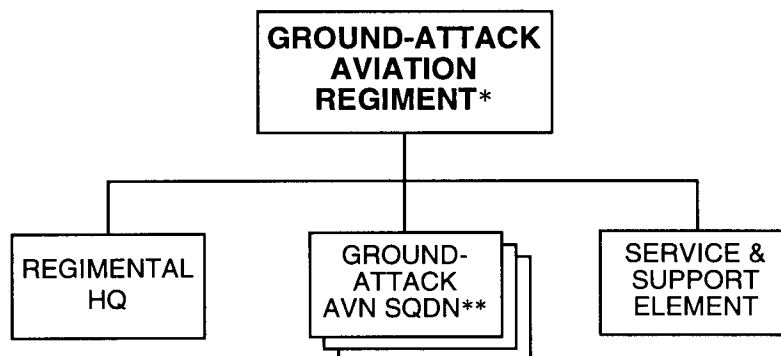 GROUND-ATTACK
AVIATION
REGIMENT*
REGIMENTAL
HQ
GROUND-
ATTACK
AVN SQDN**
SERVICE &
SUPPORT
ELEMENT